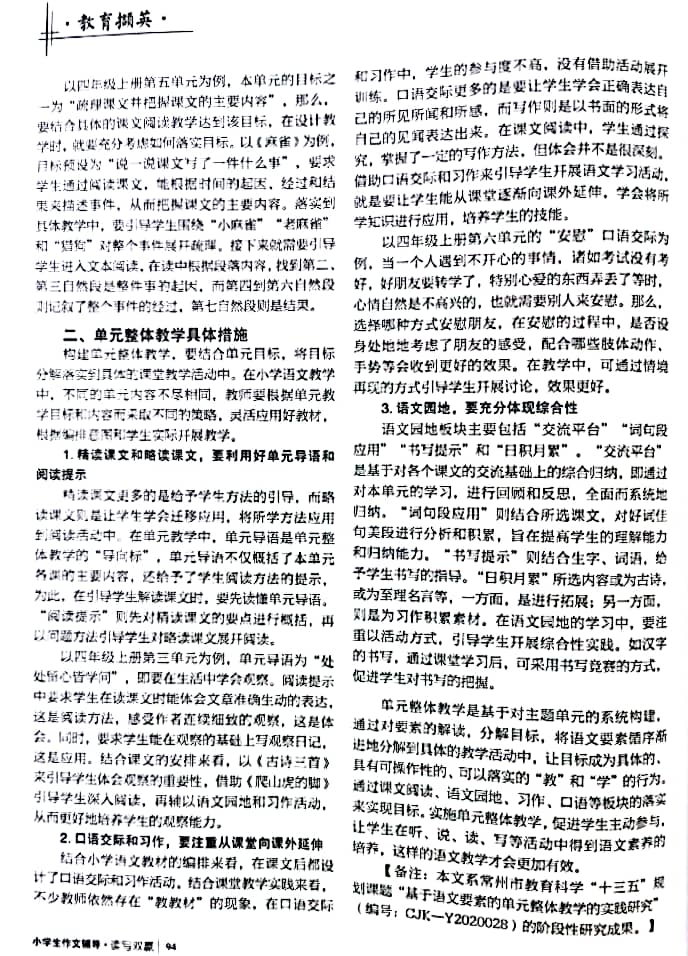 ·教育撷英·
以四年级上册第五单元为例，本单元的目标之
一为“疏理课文并把握课文的主要内容”，那么，
要结合具体的课文阅读教学达到该目标，在设计教
学时，就要充分考虑如何落实目标。以《麻雀》为例，
目标预设为“说一说课文写了一件什么事”，要求
学生通过阅读课文，能根据时间的起因、经过和结
果来描述事件，从而把握课文的主要内容。落实到
具体教学中，要引导学生围绕“小麻雀”“老麻雀”
和“猎狗”对整个事件展开疏理。接下来就需要引导
学生进入文本阅读，在读中根据段落内容，找到第二、
第三自然段是整件事的起因，而第四到第六自然段
则记叙了整个事件的经过，第七自然段则是结果。
二、单元整体教学具体措施
构建单元整体教学，要结合单元目标，将目标
分解落实到具体的课堂教学活动中。在小学语文教学
中，不同的单元内容不尽相同，教师要根据单元教
学目标和内容而采取不同的策略，灵活应用好教材，
根据编排意图和学生实际开展教学。
1.精读课文和略读课文，要利用好单元导语和
阅读提示
精读课文更多的是给予学生方法的引导，而略
读课文则是让学生学会迁移应用，将所学方法应用
到阅读活动中。在单元教学中，单元导语是单元整
体教学的“导向标”，单元导语不仅概括了本单元
各课的主要内容，还给予了学生阅读方法的提示，
为此，在引导学生解读课文时，要先读懂单元导语。
“阅读提示”则先对精读课文的要点进行概括，再
以问题方法引导学生对略读课文展开阅读。
以四年级上册第三单元为例，单元导语为“处
处留心皆学问”，即要在生活中学会观察。阅读提示
中要求学生在读课文时能体会文章准确生动的表达，
这是阅读方法，感受作者连续细致的观察，这是体
会。同时，要求学生能在观察的基础上写观察日记，
这是应用。结合课文的安排来看，以《古诗三首》
来引导学生体会观察的重要性，借助《爬山虎的脚》
引导学生深入阅读，再辅以语文园地和习作活动，
从而更好地培养学生的观察能力。
2.口语交际和习作，要注重从课堂向课外延伸
结合小学语文教材的编排来看，在课文后都设
计了口语交际和习作活动。结合课堂教学实践来看，
不少教师依然存在“教教材”的现象，在口语交际
和习作中，学生的参与度不高，没有借助活动展开
训练。口语交际更多的是要让学生学会正确表达自
己的所见所闻和所感，而写作则是以书面的形式将
自己的见闻表达出来。在课文阅读中，学生通过探
究，掌握了一定的写作方法，但体会并不是很深刻。
借助口语交际和习作来引导学生开展语文学习活动，
就是要让学生能从课堂逐渐向课外延伸，学会将所
学知识进行应用，培养学生的技能。
以四年级上册第六单元的“安慰”口语交际为
例，当一个人遇到不开心的事情，诸如考试没有考
好，好朋友要转学了，特别心爱的东西弄丢了等时，
心情自然是不高兴的，也就需要别人来安慰。那么，
选择哪种方式安慰朋友，在安慰的过程中，是否设
身处地地考虑了朋友的感受，配合哪些肢体动作、
手势等会收到更好的效果。在教学中，可通过情境
再现的方式引导学生开展讨论，效果更好。
3.语文园地，要充分体现综合性
语文园地板块主要包括“交流平台”“词句段
应用”“书写提示”和“日积月累”。“交流平台”
是基于对各个课文的交流基础上的综合归纳，即通过
对本单元的学习，进行回顾和反思，全面而系统地
归纳。“词句段应用”则结合所选课文，对好试佳
句美段进行分析和积累，旨在提高学生的理解能力
和归纳能力。“书写提示”则结合生字、词语，给
予学生书写的指导。“日积月累”所选内容或为古诗，
或为至理名言等，一方面，是进行拓展；另一方面，
则是为习作积累素材。在语文园地的学习中，要注
重以活动方式，引导学生开展综合性实践。如汉字
的书写，通过课堂学习后，可采用书写竞赛的方式，
促进学生对书写的把握。
单元整体教学是基于对主题单元的系统构建，
通过对要素的解读，分解目标，将语文要素循序渐
进地分解到具体的教学活动中，让目标成为具体的、
具有可操作性的、可以落实的“教”和“学”的行为。
通过课文阅读、语文园地、习作、口语等板块的落实
来实现目标。实施单元整体教学，促进学生主动参与，
让学生在听、说、读、写等活动中得到语文素养的
培养，这样的语文教学才会更加有效。
【备注：本文系常州市教育科学“十三五”规
划课题“基于语文要素的单元整体教学的实践研究”
（编号：CJK—Y2020028）的阶段性研究成果。】
小学生作文辅导·读写双赢 94